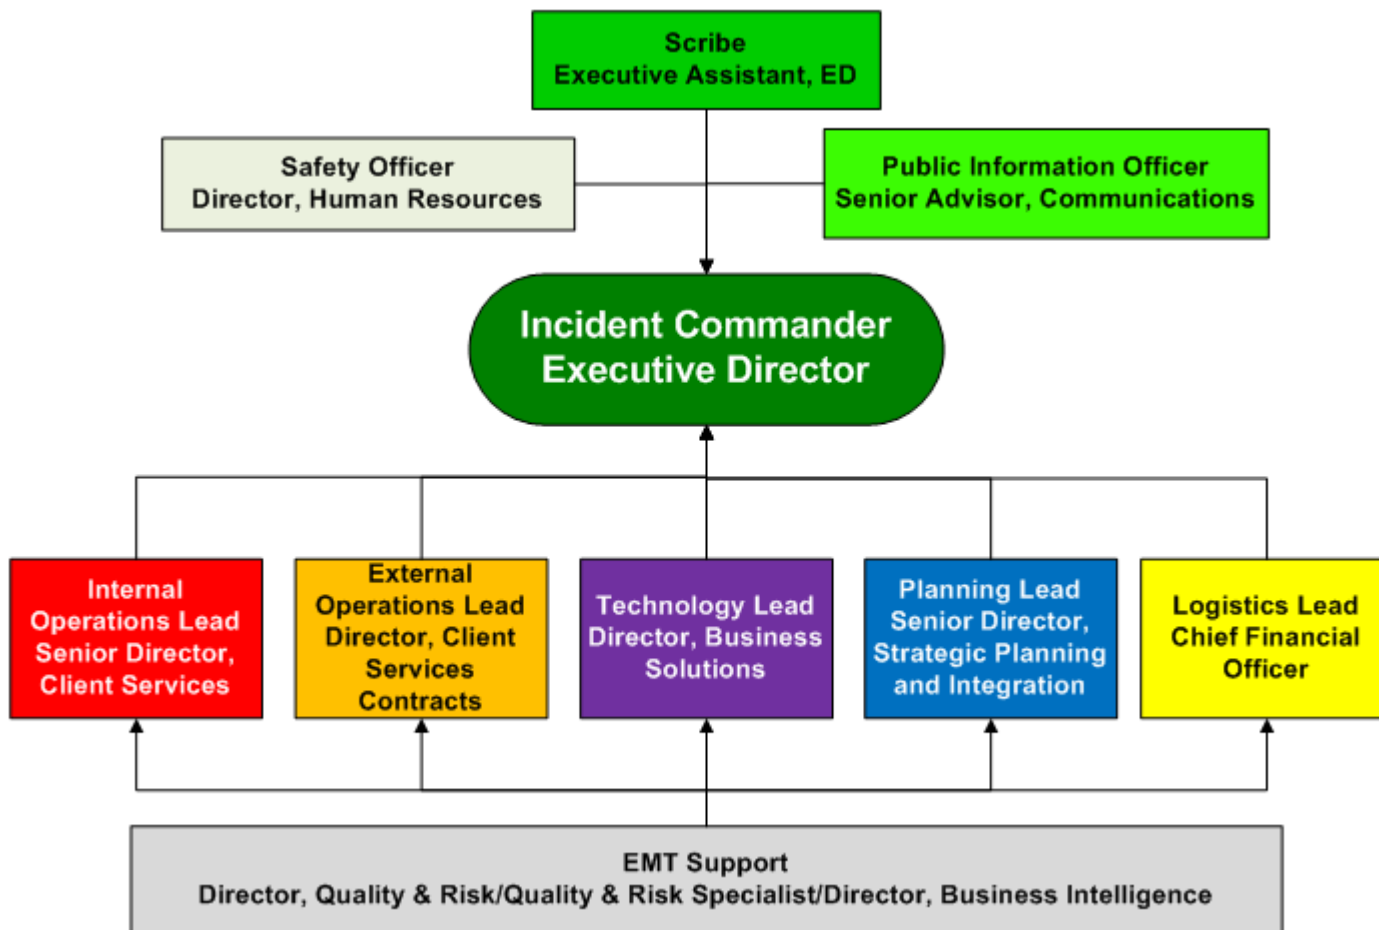 Scribe
Executive Assistant, ED
Safety Officer
Director, Human Resources
Public Information Officer
Senior Advisor, Communications
Incident Commander
Executive Director
Internal
Operations Lead
Senior Director,
Client Services
External
Operations Lead
Director, Client
Services
Contracts
Technology Lead
Director, Business
Solutions
Planning Lead
Senior Director,
Strategic Planning
and Integration
Logistics Lead
Chief Financial
Officer
EMT Support
Director, Quality & Risk/Quality & Risk Specialist/Director, Business Intelligence